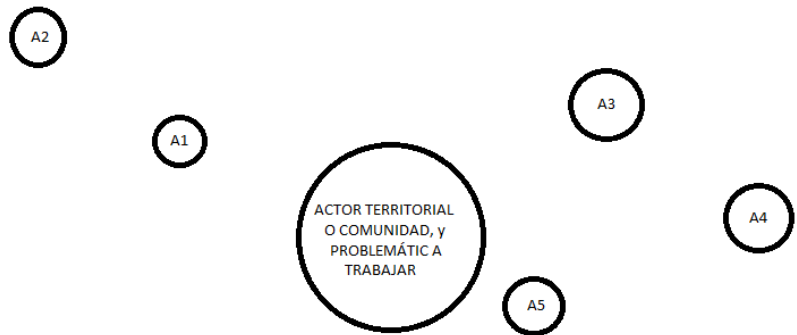 A2
A3
A1
ACTOR TERRITORIAL
O COMUNIDAD, y
PROBLEMÁTIC A
TRABAJAR
A4
A5